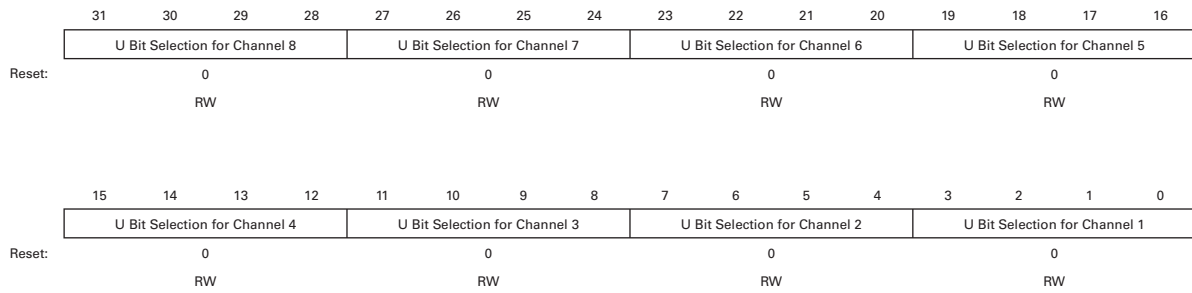 31 30 29 28 27 26 25 24 23 22 21 20 19 18 17 16
U Bit Selection for Channel 8 U Bit Selection for Channel 7 U Bit Selection for Channel 6 U Bit Selection for Channel 5
Reset: 0 0 0 0
RW RW RW RW
15 14 13 12 11 10 9 8 7 6 5 4 3 2 1 0
U Bit Selection for Channel 4 U Bit Selection for Channel 3 U Bit Selection for Channel 2 U Bit Selection for Channel 1
Reset: 0 0 0 0
RW RW RW RW